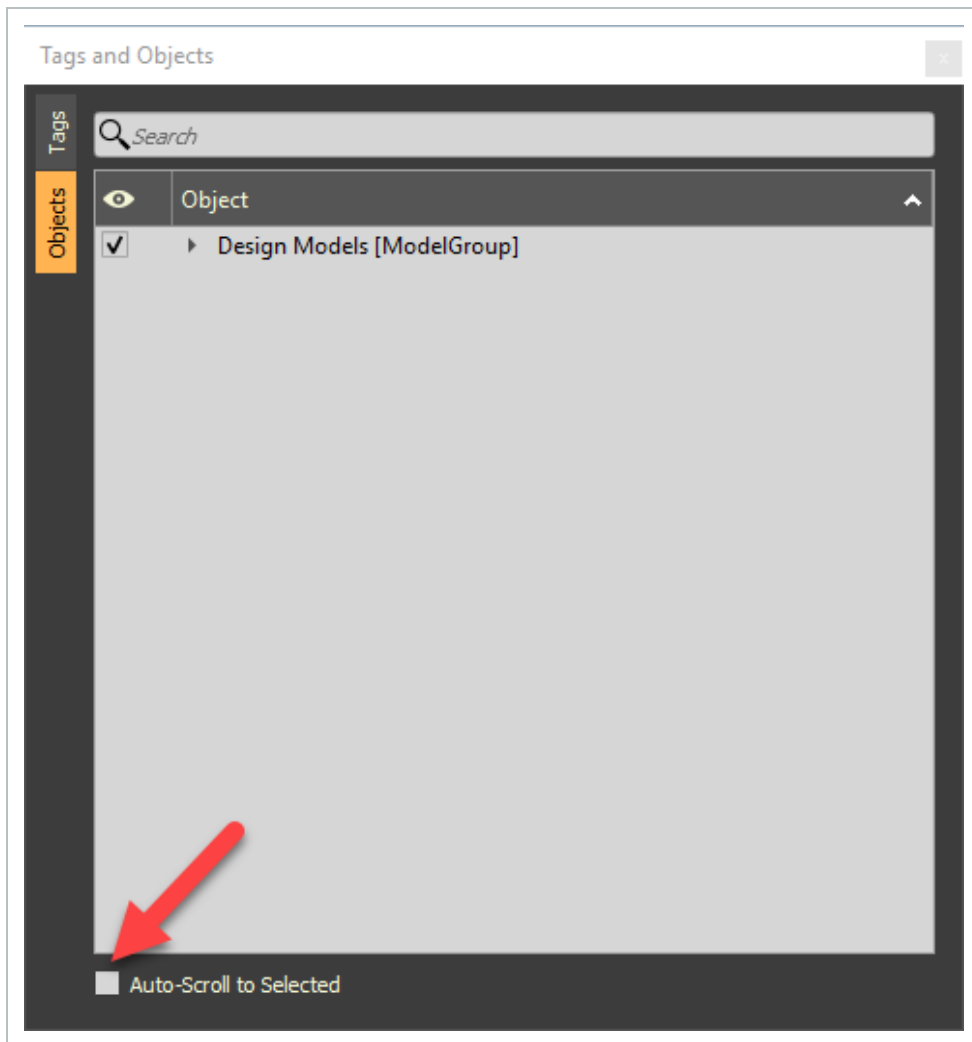 Tags and Objects
Tags
Search
Objects
Object
Design Models [ModelGroup]
Auto-Scroll to Selected